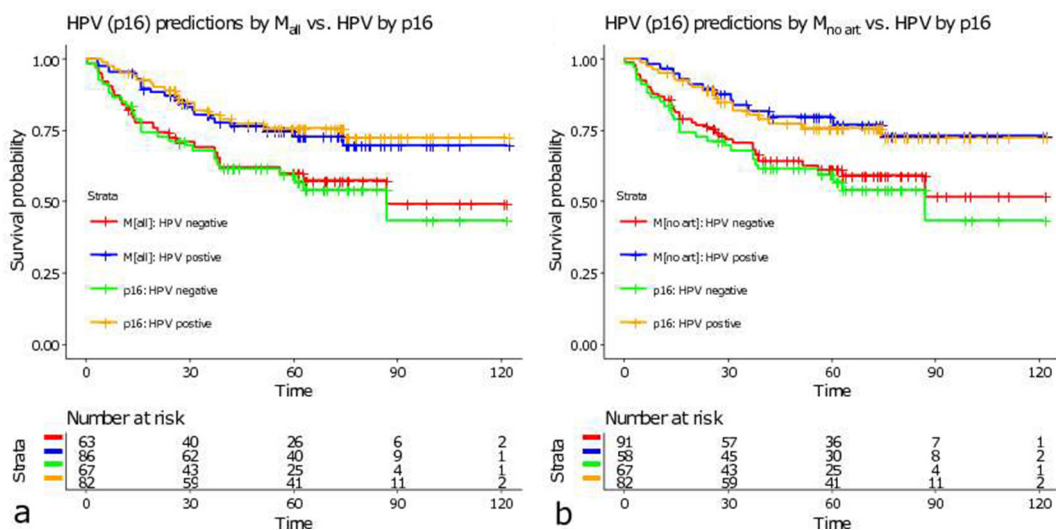 HPV (p16) predictions by Mall vs. HPV by p16
Survival probability
1.00
0.75
0.50
0.25
0.00
Strata
M[all]: HPV negative
M[all]: HPV postive
p16: HPV negative
p16: HPV postive
0 30 60 90 120
Time
Number at risk
Strata
63 40 26 6 2
86 62 40 9 1
67 43 25 4 1
82 59 41 11 2
0 30 60 90 120
Time
a
HPV (p16) predictions by Mno art vs. HPV by p16
Survival probability
1.00
0.75
0.50
0.25
0.00
Strata
M[no art]: HPV negative
M[no art]: HPV postive
p16: HPV negative
p16: HPV postive
0 30 60 90 120
Time
Number at risk
Strata
91 57 36 7 1
58 45 30 8 2
67 43 25 4 1
82 59 41 11 2
0 30 60 90 120
Time
b